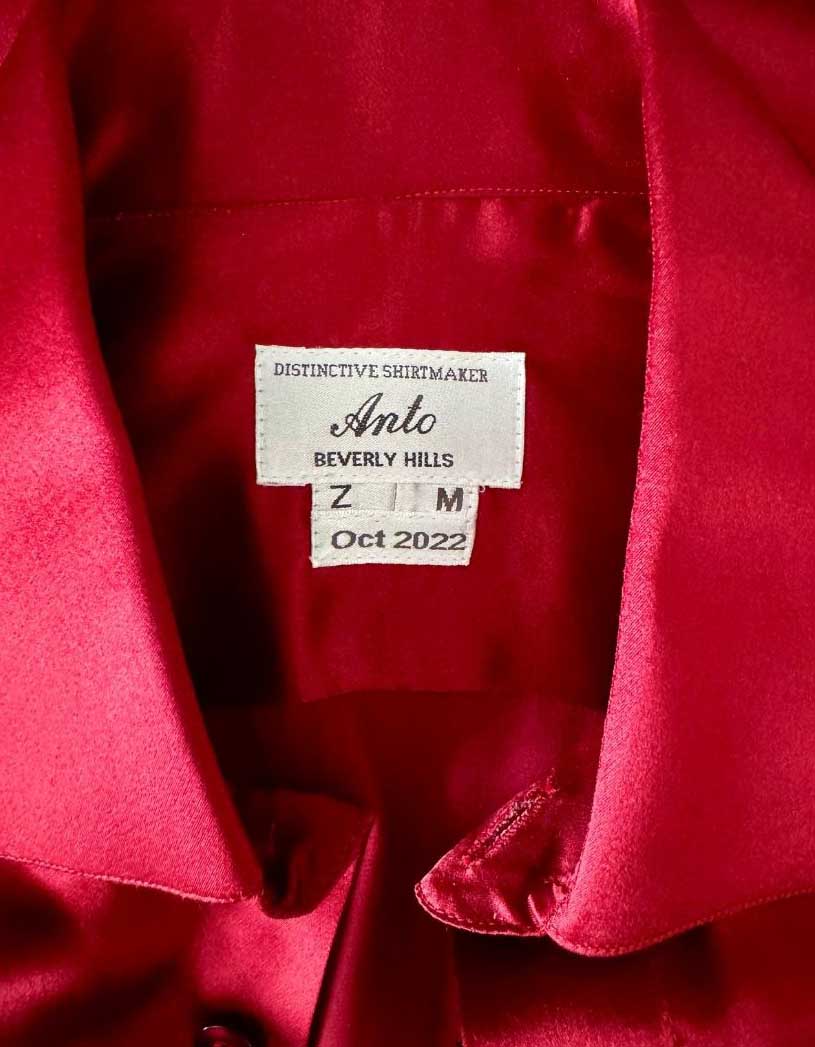 DISTINCTIVE SHIRTMAKER
Anto
BEVERLY HILLS
Z M
Oct 2022